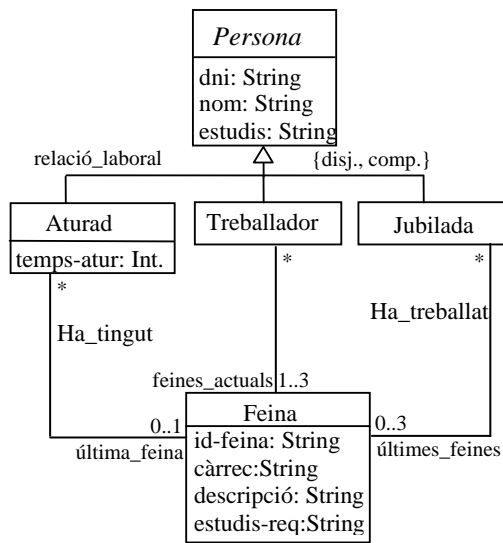 Persona
dni: String
nom: String
estudis: String
relació_laboral
{disj., comp.}
Aturad
Treballador
Jubilada
temps-atur: Int.
*
*
*
Ha_tingut
Ha_treballat
feines_actuals 1..3
Feina
0..1
0..3
id-feina: String
última_feina
últimes_feines
càrrec:String
descripció: String
estudis-req:String